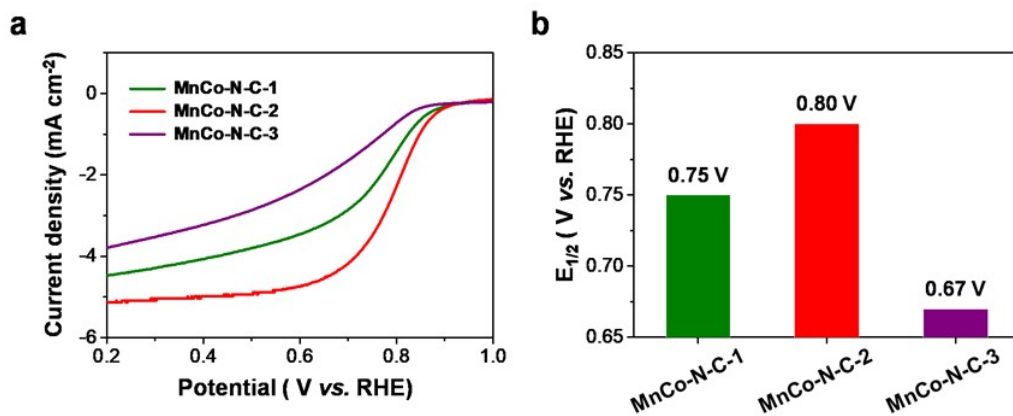 a
MnCo-N-C-1
MnCo-N-C-2
MnCo-N-C-3
Current density (mA cm⁻²)
0
-2
-4
-6
0.2 0.4 0.6 0.8 1.0
Potential ( V vs. RHE)
b
E₁/₂ ( V vs. RHE)
0.85
0.80
0.75
0.70
0.65
0.75 V
0.80 V
0.67 V
MnCo-N-C-1
MnCo-N-C-2
MnCo-N-C-3